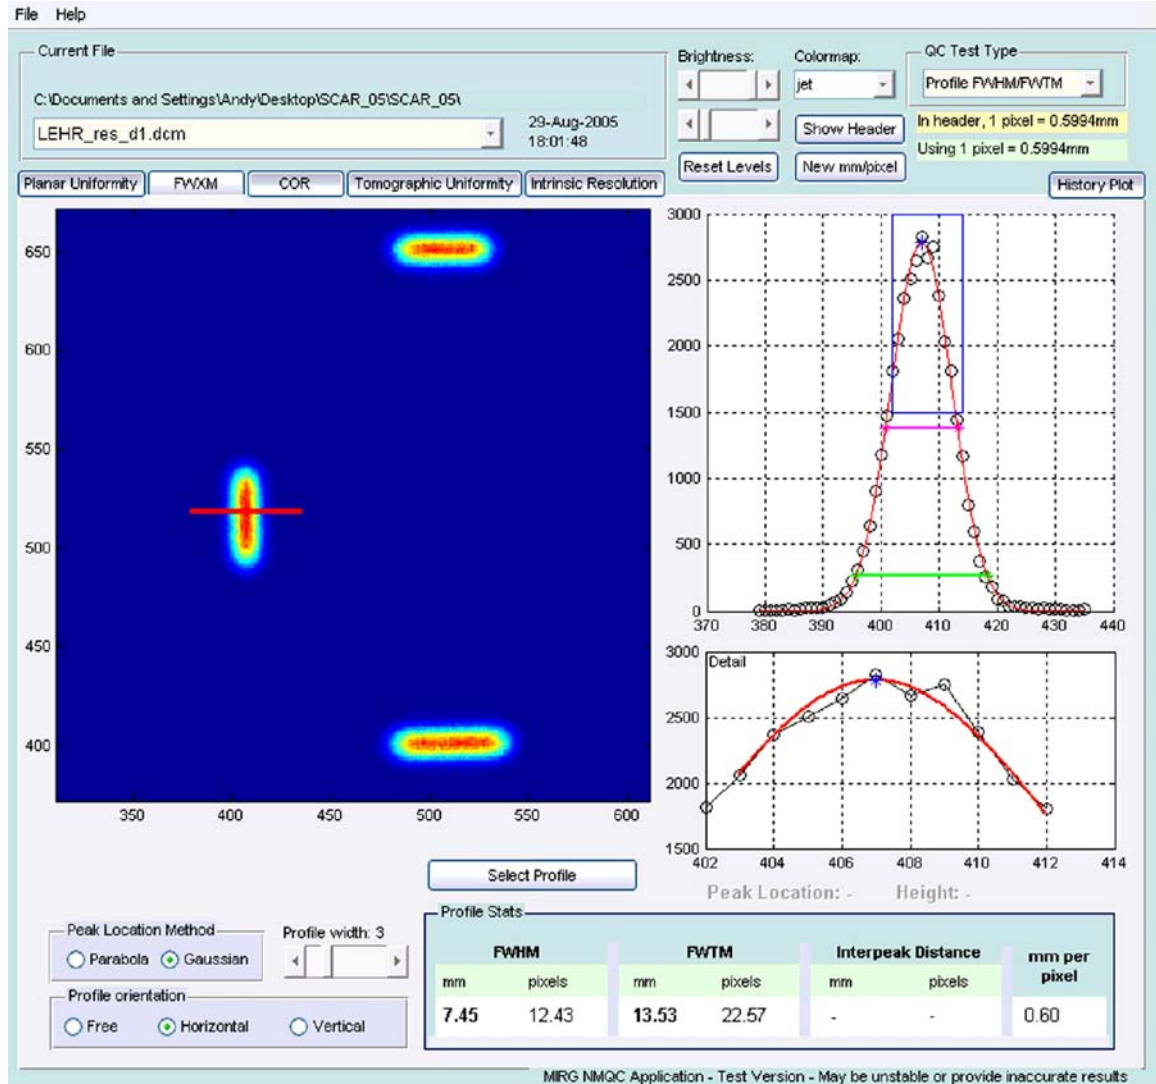 File Help
Current File
C:\Documents and Settings\Andy\Desktop\SCAR_05\SCAR_05\
LEHR_res_d1.dcm
29-Aug-2005
18:01:48
Brightness:
Reset Levels
Colormap:
jet
Show Header
New mm/pixel
QC Test Type
Profile FWHM/FWTM
In header, 1 pixel = 0.5994mm
Using 1 pixel = 0.5994mm
Planar Uniformity FWXM COR Tomographic Uniformity Intrinsic Resolution
History Plot
650
600
550
500
450
400
350 400 450 500 550 600
3000
2500
2000
1500
1000
500
0
370 380 390 400 410 420 430 440
Detail
3000
2500
2000
1500
402 404 406 408 410 412 414
Peak Location: - Height: -
Select Profile
Peak Location Method
Parabola Gaussian
Profile width: 3
Profile orientation
Free Horizontal Vertical
Profile Stats
FWHM FWTM Interpeak Distance mm per
pixel
mm pixels mm pixels mm pixels
7.45 12.43 13.53 22.57 - - 0.60
MIRG NMQC Application - Test Version - May be unstable or provide inaccurate results